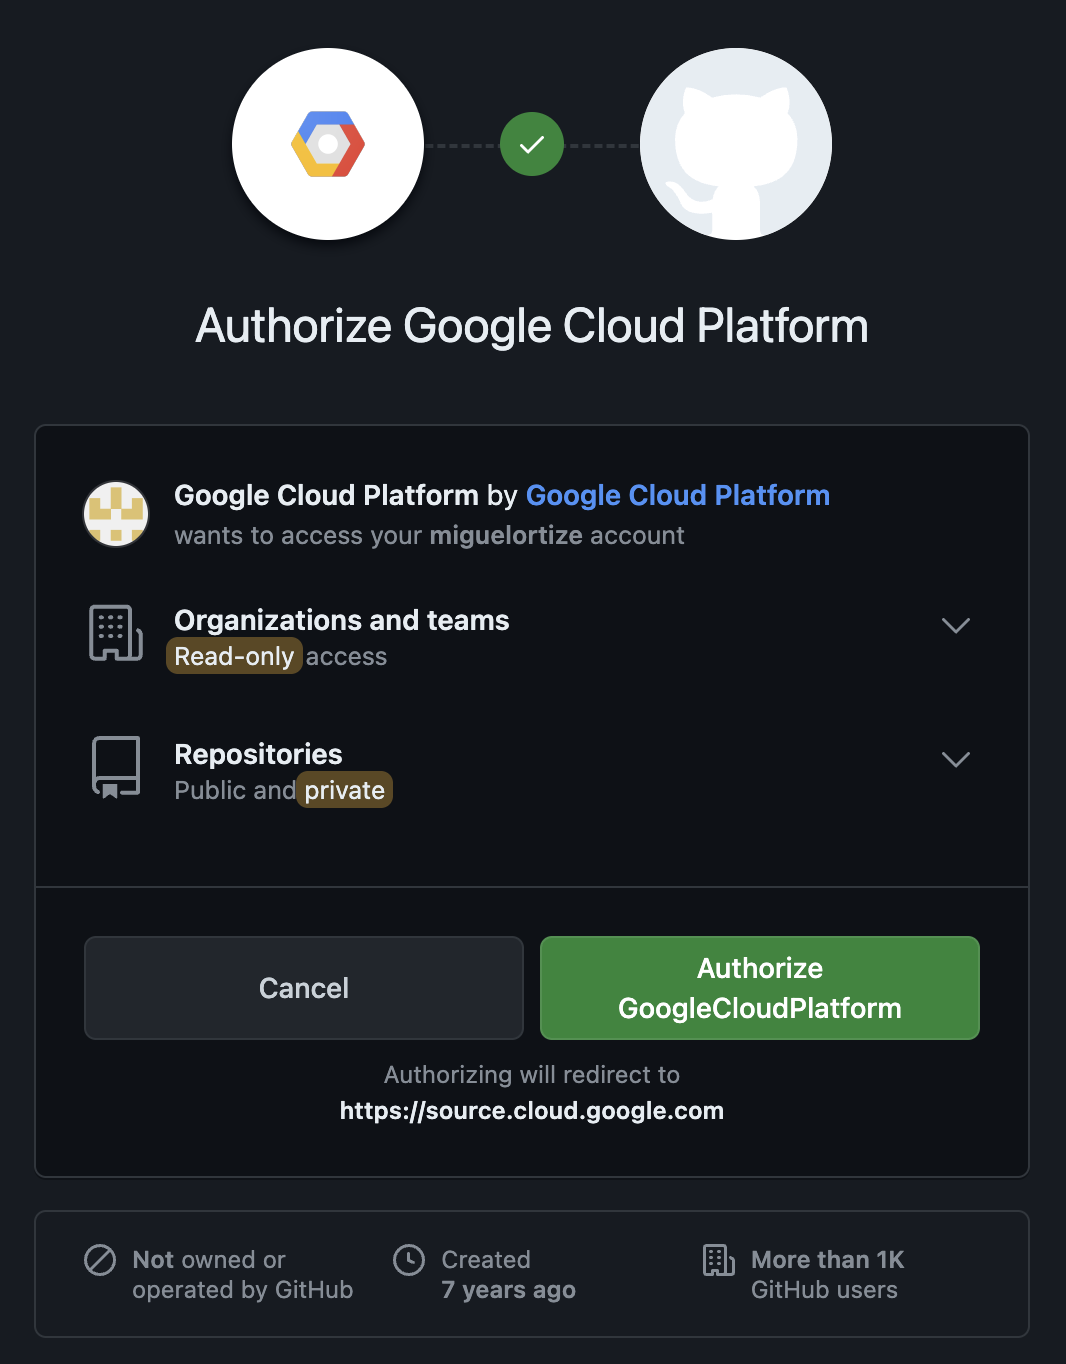 Authorize Google Cloud Platform
Google Cloud Platform by Google Cloud Platform
wants to access your miguelortize account
Organizations and teams
Read-only access
Repositories
Public and private
Cancel
Authorize
GoogleCloudPlatform
Authorizing will redirect to
https://source.cloud.google.com
Not owned or
operated by GitHub
Created
7 years ago
More than 1K
GitHub users